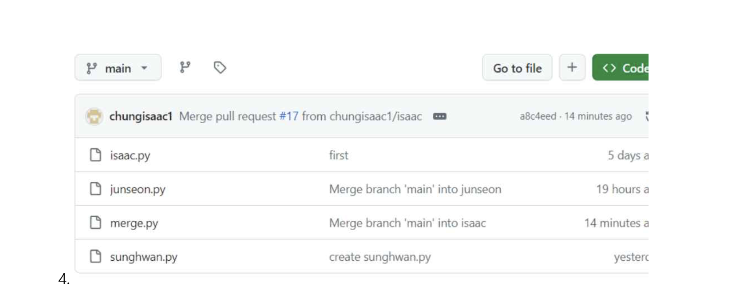 main
Go to file
+
<> Code
chungisaac1 Merge pull request #17 from chungisaac1/isaac
a8c4eed · 14 minutes ago
isaac.py first 5 days a
junseon.py Merge branch 'main' into junseon 19 hours a
merge.py Merge branch 'main' into isaac 14 minutes a
sunghwan.py create sunghwan.py yesterd
4.